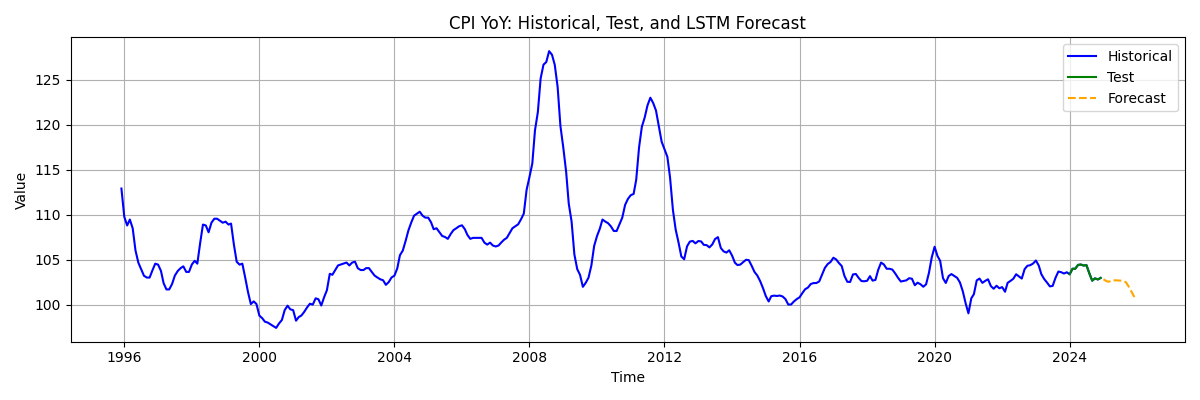 CPI YoY: Historical, Test, and LSTM Forecast
Historical
Test
Forecast
Value
125
120
115
110
105
100
1996 2000 2004 2008 2012 2016 2020 2024
Time